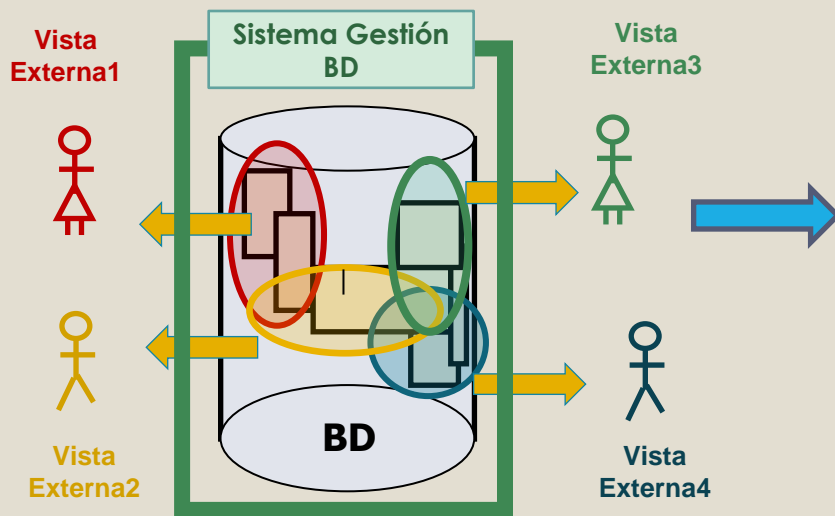 Sistema Gestión
BD
Vista
Externa1
Vista
Externa3
BD
Vista
Externa2
Vista
Externa4